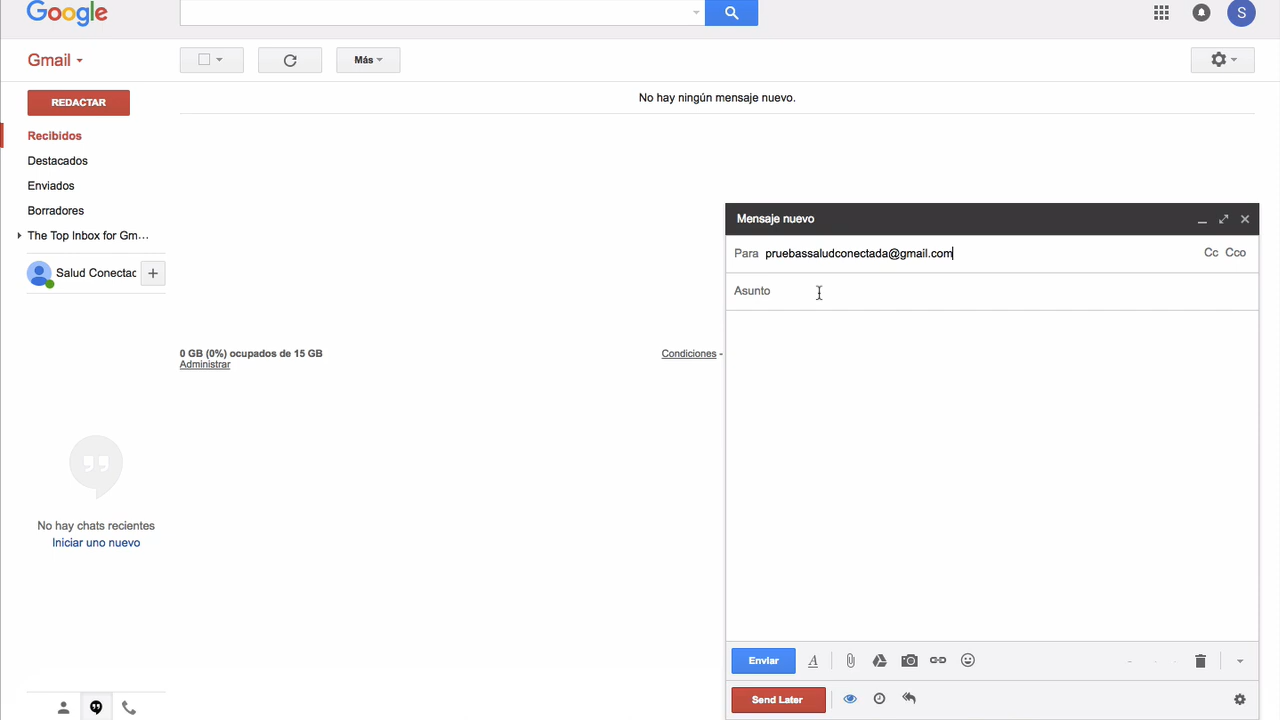 Google
S
Gmail
Más
REDACTAR
No hay ningún mensaje nuevo.
Recibidos
Destacados
Enviados
Borradores
The Top Inbox for Gm...
Salud Conectac
Mensaje nuevo
Para pruebassaludconectada@gmail.com
Cc Cco
Asunto
0 GB (0%) ocupados de 15 GB
Administrar
Condiciones -
No hay chats recientes
Iniciar uno nuevo
Enviar
Send Later